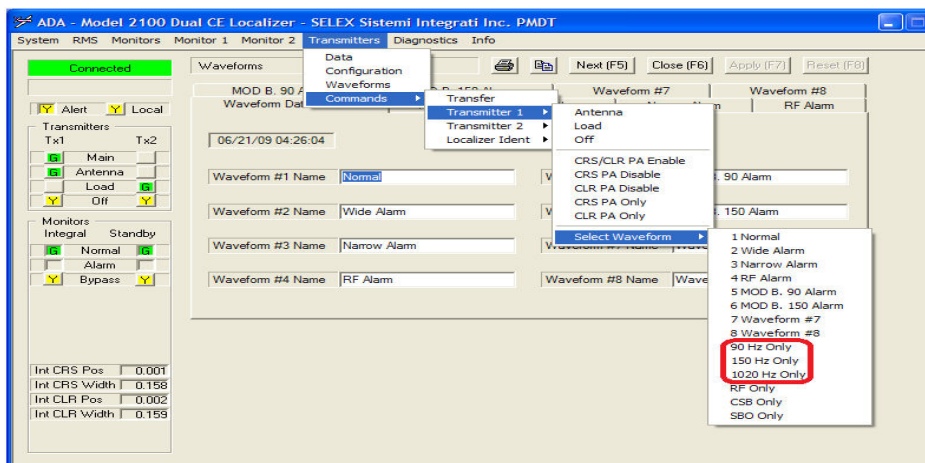 ADA - Model 2100 Dual CE Localizer - SELEX Sistemi Integrati Inc. PMDT
System RMS Monitors Monitor 1 Monitor 2 Transmitters Diagnostics Info
Connected
Y Alert Y Local
Transmitters
Tx1 Tx2
G Main
G Antenna
Load G
Y Off Y
Monitors
Integral Standby
G Normal G
Alarm
Y Bypass Y
Int CRS Pos 0.001
Int CRS Width 0.158
Int CLR Pos 0.002
Int CLR Width 0.159
Waveforms
Next (F5) Close (F6) Apply (F7) Reset (F8)
MOD B. 90 A
Waveform #7 Waveform #8
Waveform Dat
RF Alarm
06/21/09 04:26:04
Waveform #1 Name Normal
. 90 Alarm
Waveform #2 Name Wide Alarm
. 150 Alarm
Waveform #3 Name Narrow Alarm
Waveform #4 Name RF Alarm
Waveform #8 Name Wave
Data
Configuration
Waveforms
Commands
Transfer
Transmitter 1
Transmitter 2
Localizer Ident
Antenna
Load
Off
CRS/CLR PA Enable
CRS PA Disable
CLR PA Disable
CRS PA Only
CLR PA Only
Select Waveform
1 Normal
2 Wide Alarm
3 Narrow Alarm
4 RF Alarm
5 MOD B. 90 Alarm
6 MOD B. 150 Alarm
7 Waveform #7
8 Waveform #8
90 Hz Only
150 Hz Only
1020 Hz Only
RF Only
CSB Only
SBO Only